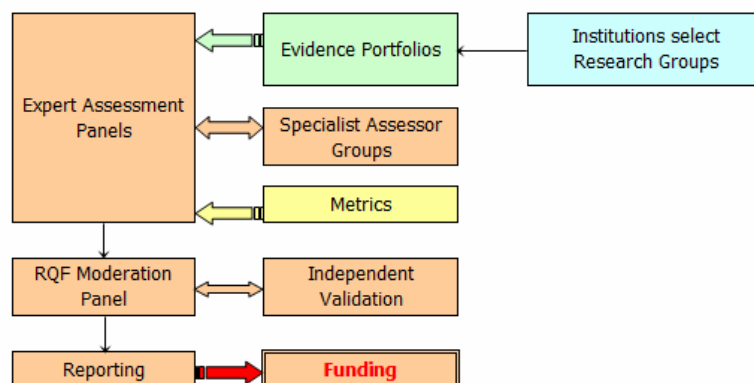 Evidence Portfolios
Institutions select
Research Groups
Expert Assessment
Panels
Specialist Assessor
Groups
Metrics
RQF Moderation
Panel
Independent
Validation
Reporting
Funding